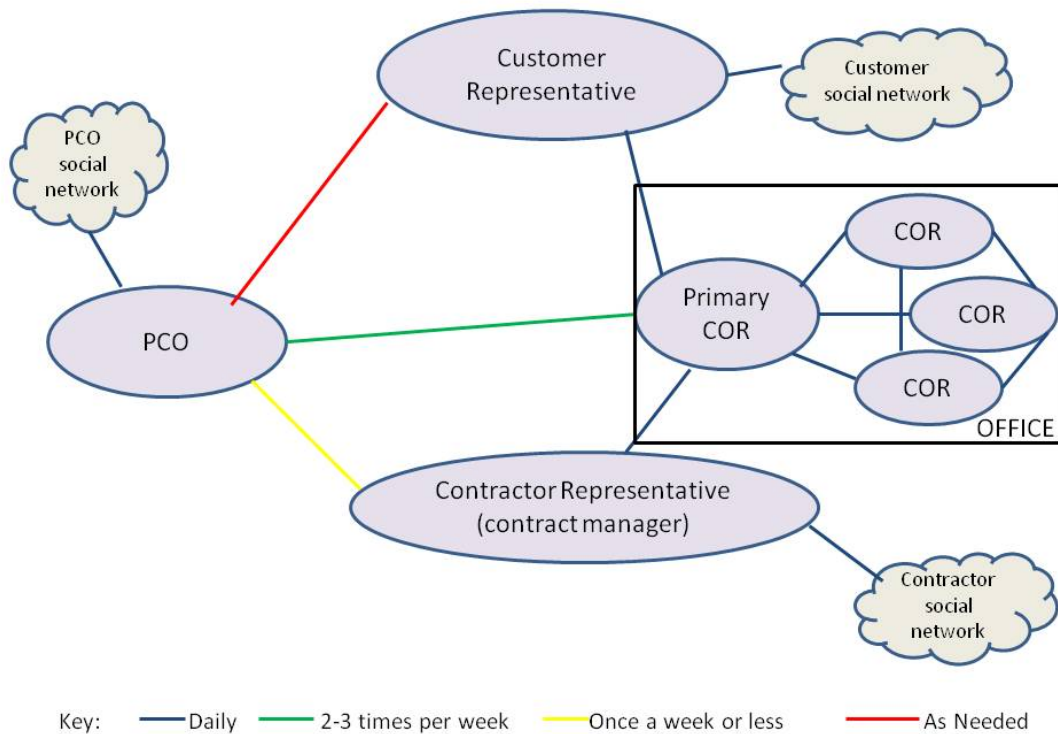 Customer
Representative
Customer
social network
PCO
social
network
COR
Primary
COR
COR
PCO
COR
OFFICE
Contractor Representative
(contract manager)
Contractor
social
network
Key: Daily 2-3 times per week Once a week or less As Needed